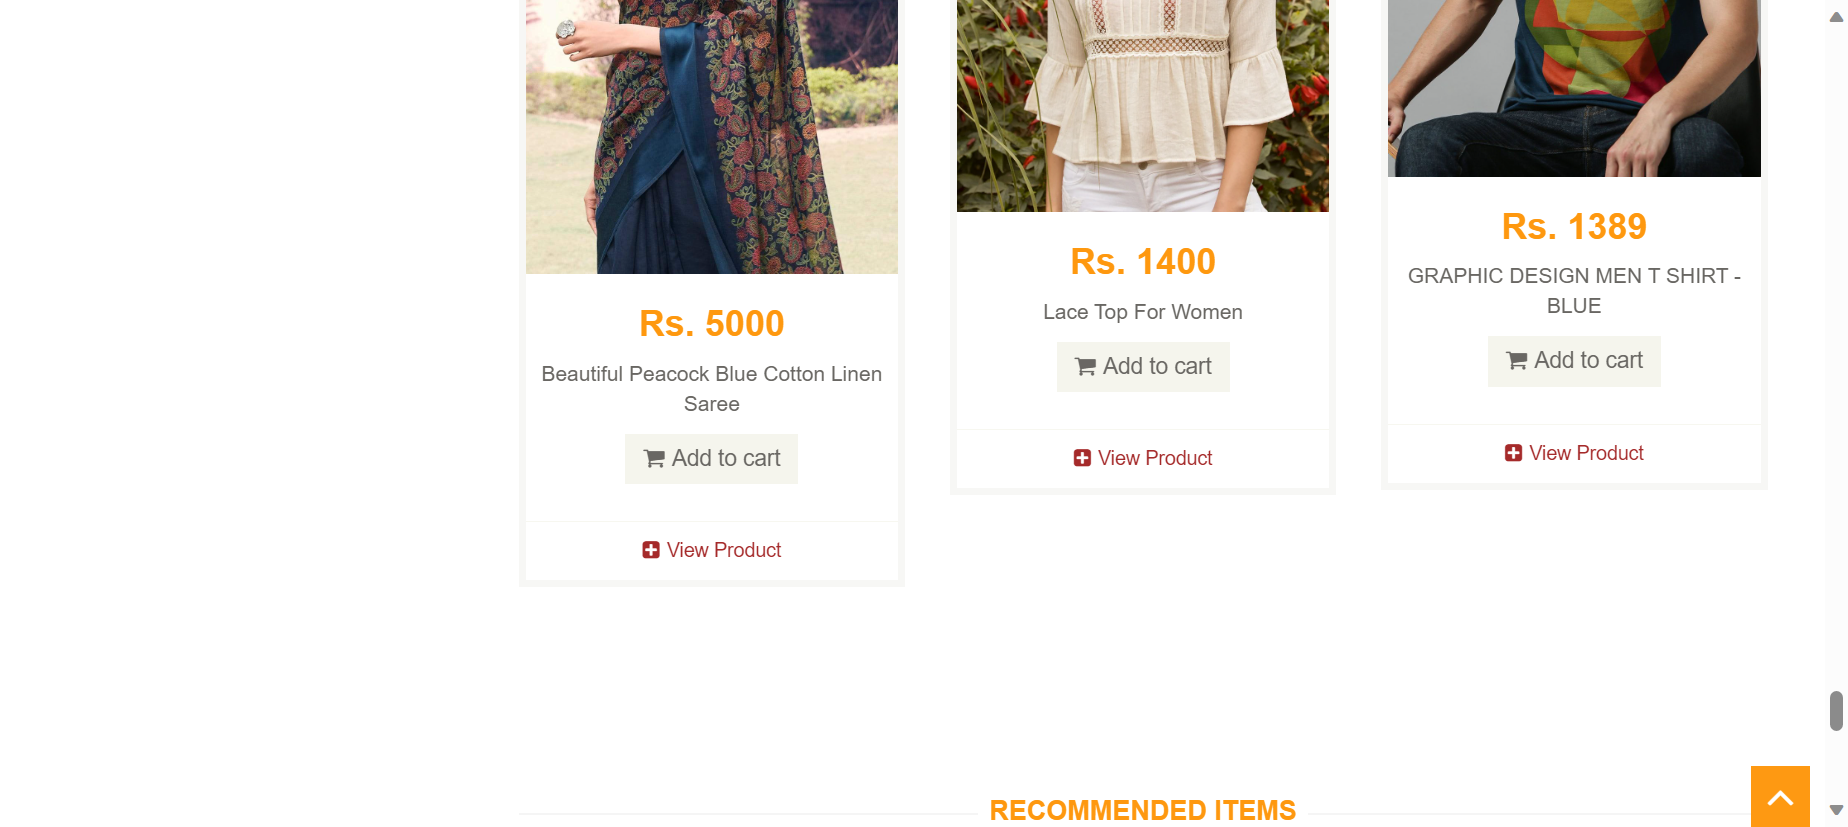 Rs. 5000
Beautiful Peacock Blue Cotton Linen
Saree
Add to cart
View Product
Rs. 1400
Lace Top For Women
Add to cart
View Product
Rs. 1389
GRAPHIC DESIGN MEN T SHIRT -
BLUE
Add to cart
View Product
RECOMMENDED ITEMS